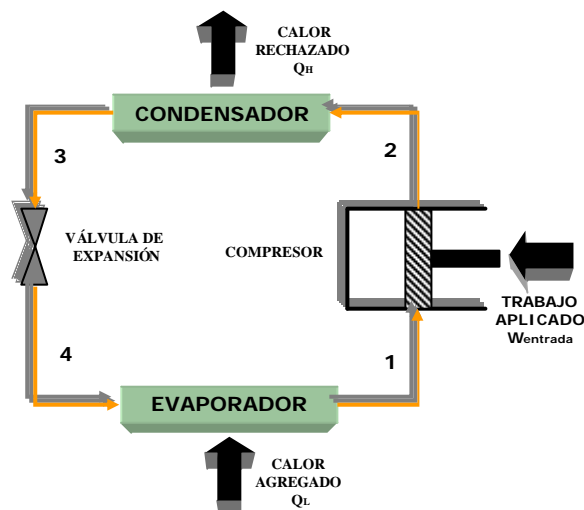 CALOR
RECHAZADO
QH
CONDENSADOR
3
2
VÁLVULA DE
EXPANSIÓN
COMPRESOR
TRABAJO
APLICADO
Wentrada
4
1
EVAPORADOR
CALOR
AGREGADO
QL